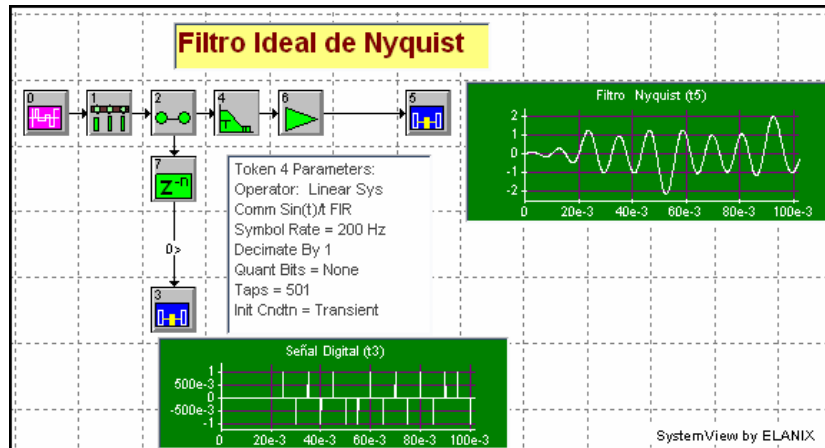 Filtro Ideal de Nyquist
0 1 2 4 6 5
Filtro Nyquist (t5)
2
1
0
-1
-2
0 20e-3 40e-3 60e-3 80e-3 100e-3
7
Z-n
0>
3
Token 4 Parameters:
Operator: Linear Sys
Comm Sin(t)/t FIR
Symbol Rate = 200 Hz
Decimate By 1
Quant Bits = None
Taps = 501
Init Cndtn = Transient
Señal Digital (t3)
1
500e-3
0
-500e-3
-1
0 20e-3 40e-3 60e-3 80e-3 100e-3
SystemView by ELANIX